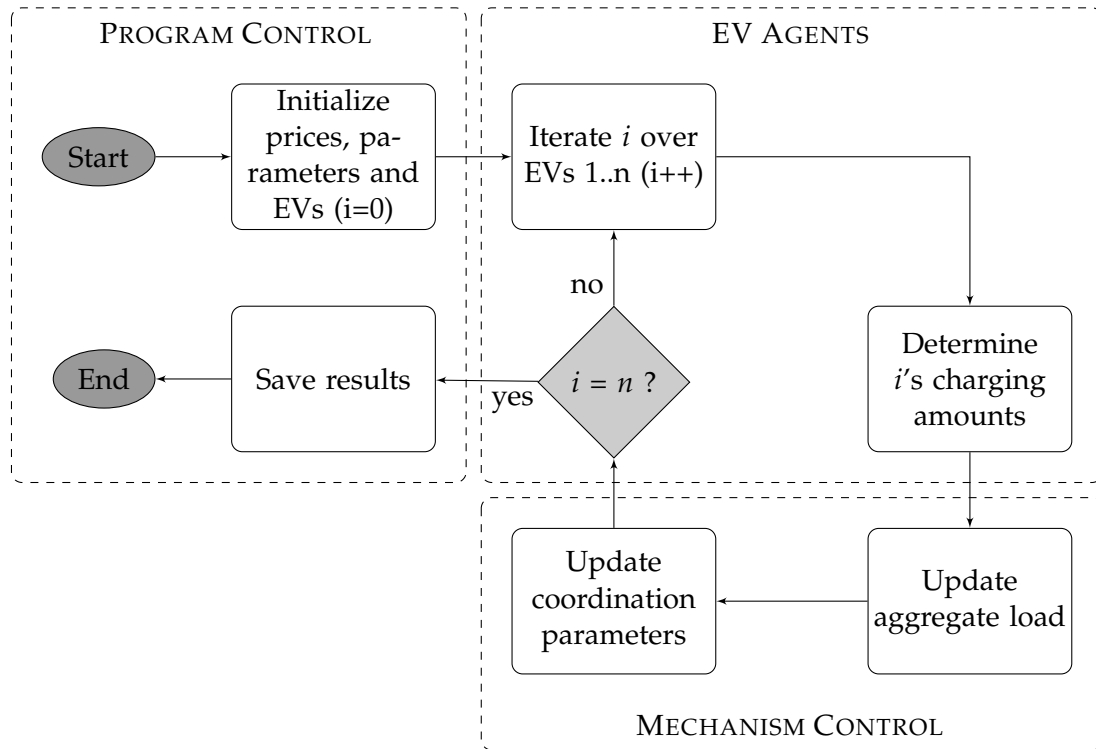 PROGRAM CONTROL
EV AGENTS
Start
Initialize
prices, pa-
rameters and
EVs (i=0)
Iterate i over
EVs 1..n (i++)
no
End
Save results
yes
i = n ?
Determine
i's charging
amounts
Update
coordination
parameters
Update
aggregate load
MECHANISM CONTROL